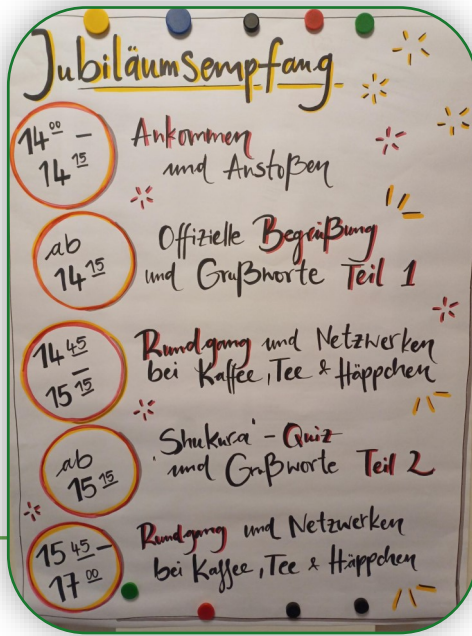 Jubiläumsempfang
14⁰⁰ –
14¹⁵
Ankommen
und Anstoßen
ab
14¹⁵
Offizielle Begrüßung
und Grußworte Teil 1
14⁴⁵
–
15¹⁵
Rundgang und Netzwerken
bei Kaffee, Tee & Häppchen
ab
15¹⁵
'Shukura' - Quiz
und Grußworte Teil 2
15⁴⁵ –
17⁰⁰
Rundgang und Netzwerken
bei Kaffee, Tee & Häppchen